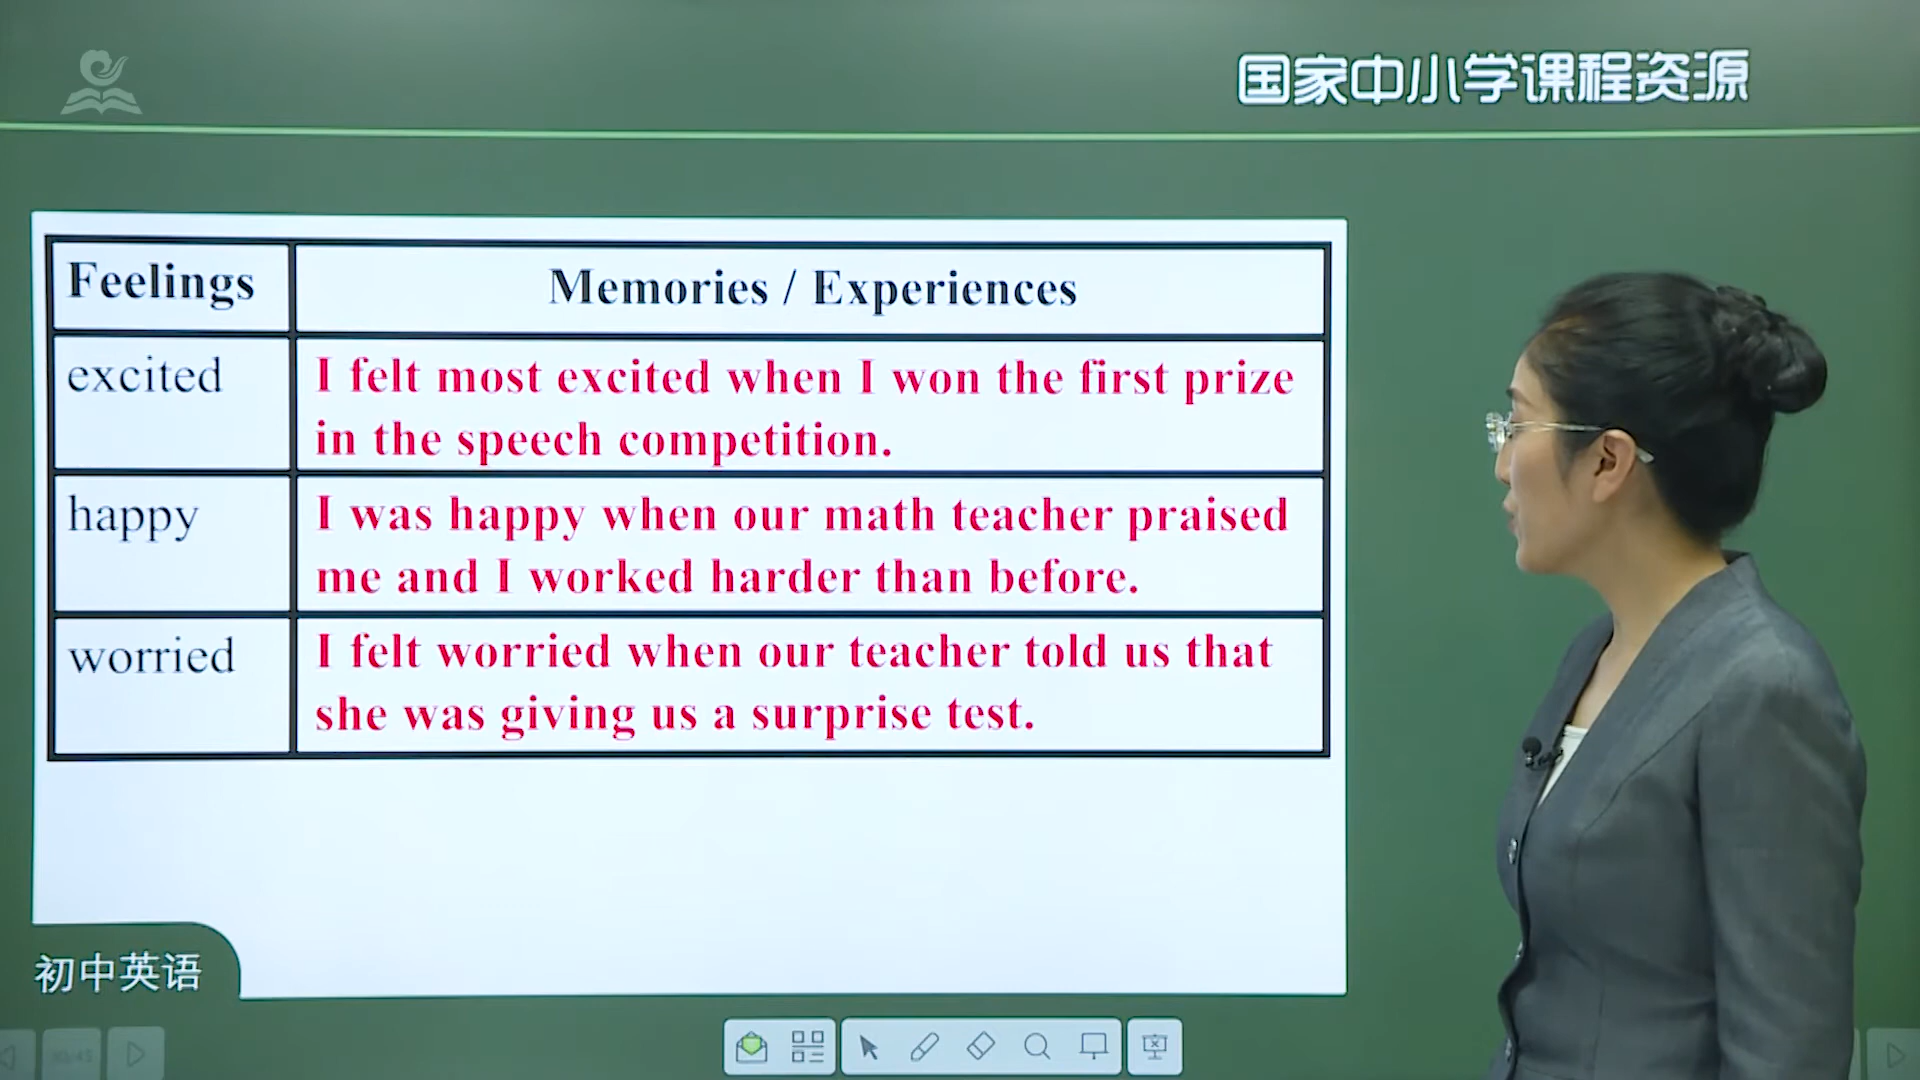 国家中小学课程资源
Feelings
Memories / Experiences
excited
I felt most excited when I won the first prize
in the speech competition.
happy
I was happy when our math teacher praised
me and I worked harder than before.
worried
I felt worried when our teacher told us that
she was giving us a surprise test.
初中英语